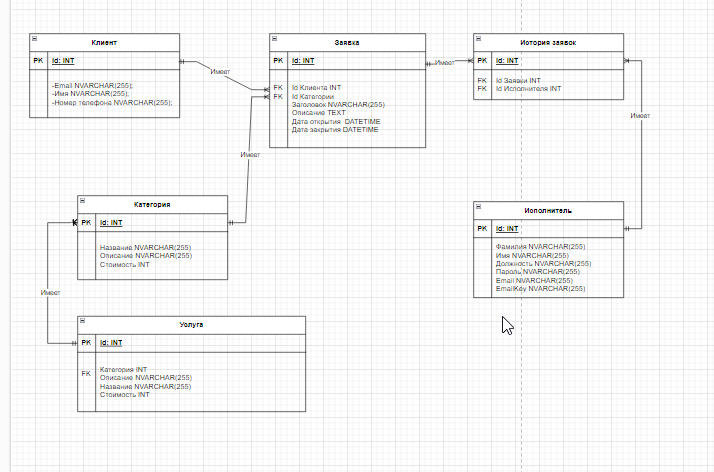 Клиент
PK Id: INT
-Email NVARCHAR(255);
-Имя NVARCHAR(255);
-Номер телефона NVARCHAR(255);
Имеет
Заявка
PK Id: INT
FK Id Клиента INT
FK Id Категории
Заголовок NVARCHAR(255)
Описание TEXT
Дата открытия DATETIME
Дата закрытия DATETIME
Имеет
История заявок
PK Id: INT
FK Id Заявки INT
FK Id Исполнителя INT
Имеет
Имеет
Категория
PK Id: INT
Название NVARCHAR(255)
Описание NVARCHAR(255)
Стоимость INT
Исполнитель
PK Id: INT
Фамилия NVARCHAR(255)
Имя NVARCHAR(255)
Должность NVARCHAR(255)
Пароль NVARCHAR(255)
Email NVARCHAR(255)
EmailKey NVARCHAR(255)
Имеет
Услуга
PK Id: INT
FK Категория INT
Описание NVARCHAR(255)
Название NVARCHAR(255)
Стоимость INT